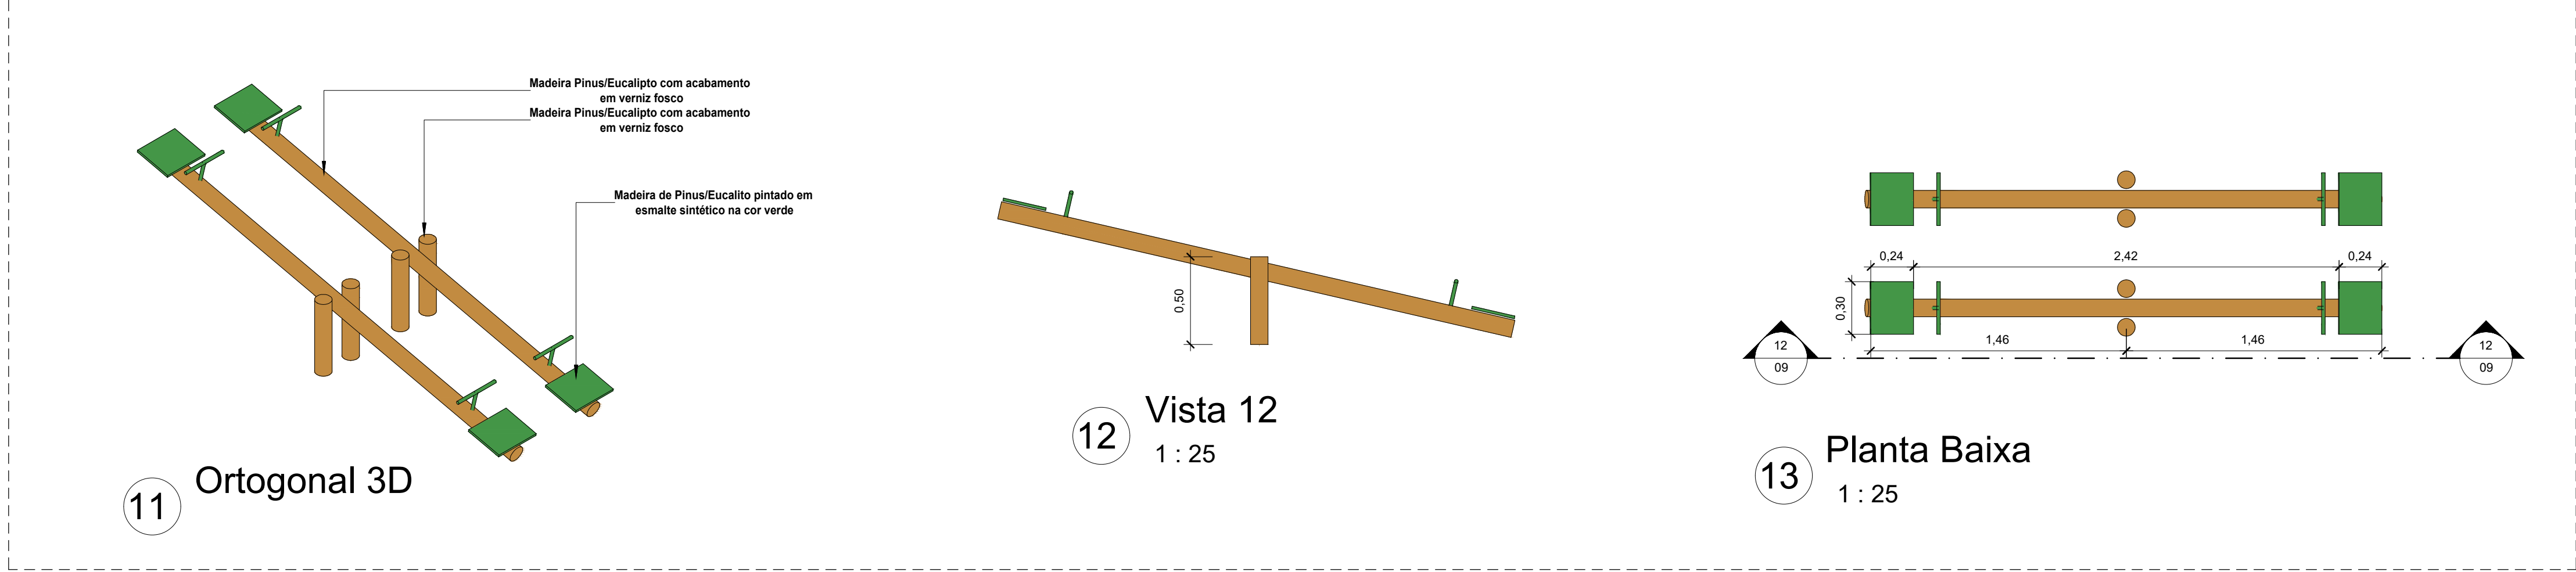 Madeira Pinus/Eucalipto com acabamento
em verniz fosco
Madeira Pinus/Eucalipto com acabamento
em verniz fosco
Madeira de Pinus/Eucalito pintado em
esmalte sintético na cor verde
11
Ortogonal 3D
0,50
12
Vista 12
1 : 25
0,24
2,42
0,24
0,30
1,46
1,46
12
09
12
09
13
Planta Baixa
1 : 25